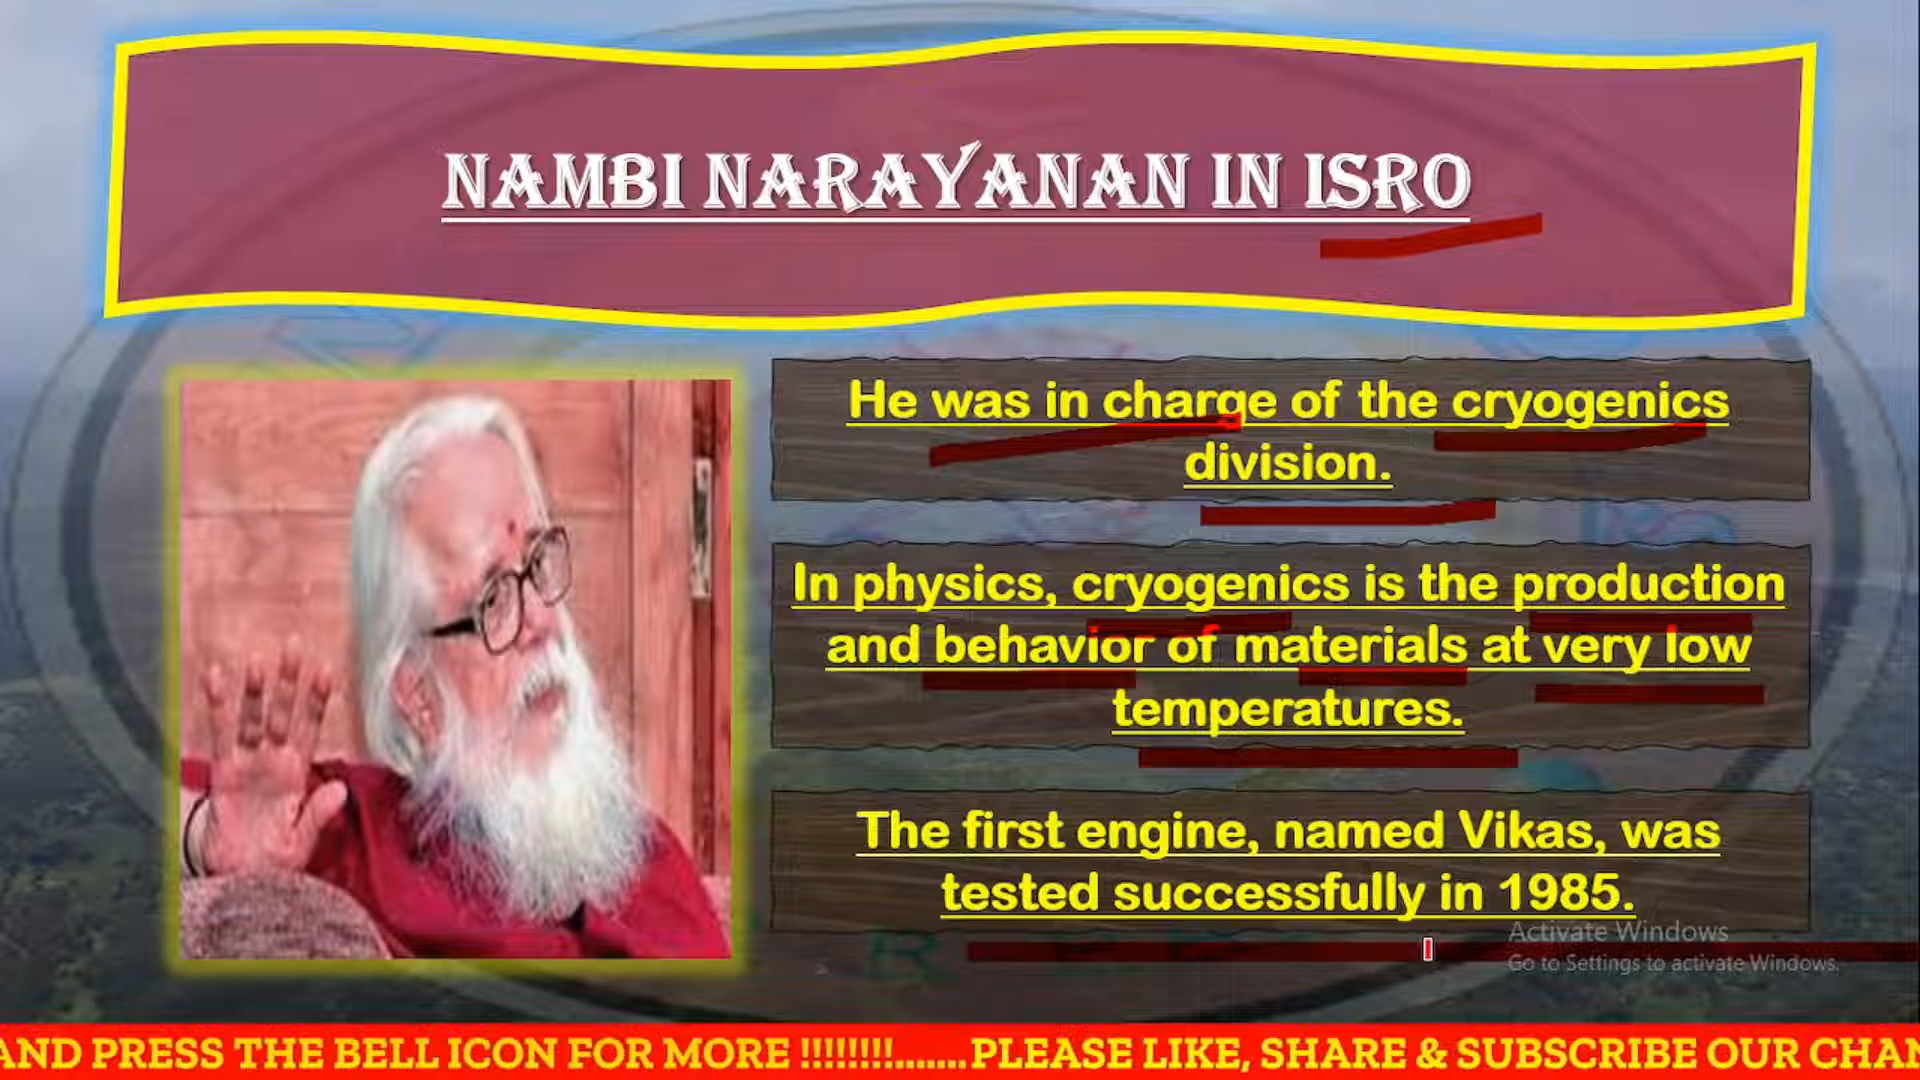 NAMBI NARAYANAN IN ISRO
He was in charge of the cryogenics
division.
In physics, cryogenics is the production
and behavior of materials at very low
temperatures.
The first engine, named Vikas, was
tested successfully in 1985.
Activate Windows
Go to Settings to activate Windows.
AND PRESS THE BELL ICON FOR MORE !!!!!!!!.......PLEASE LIKE, SHARE & SUBSCRIBE OUR CHAN